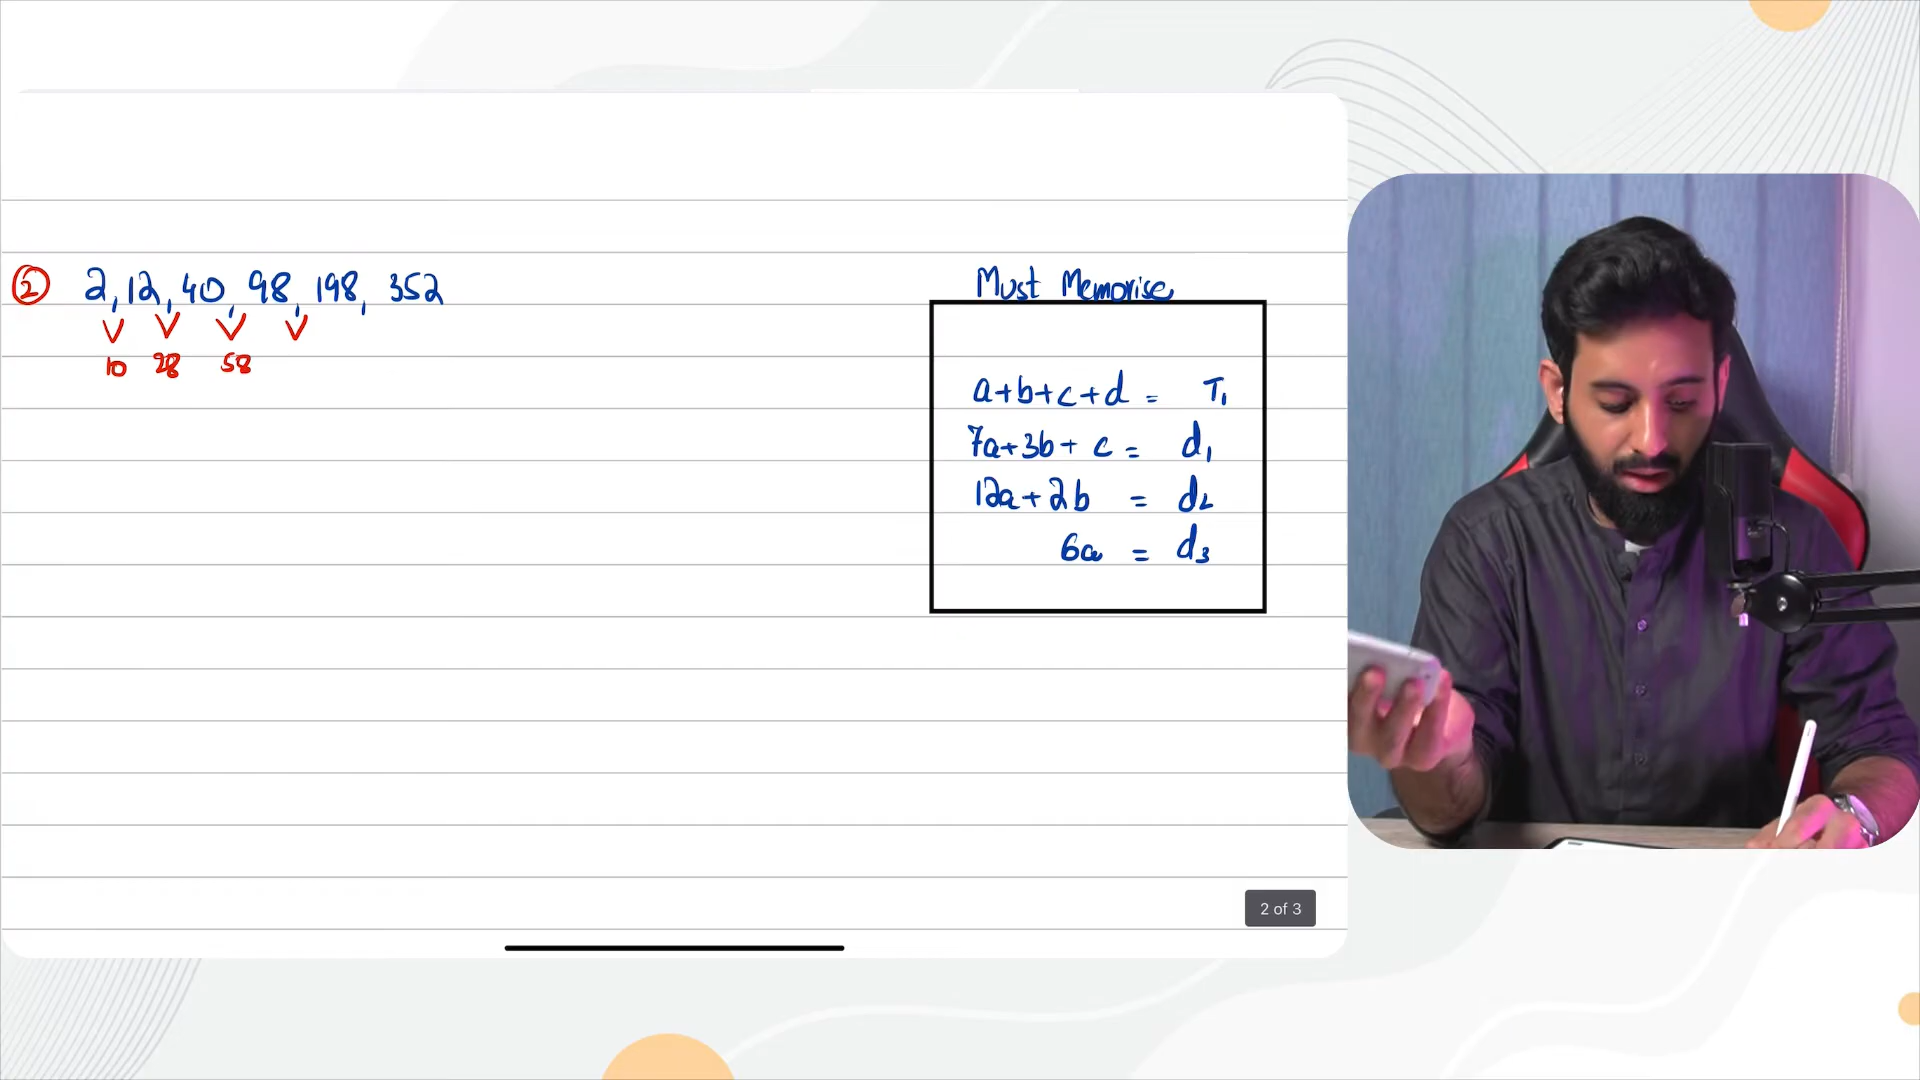 ② 2, 12, 40, 98, 198, 352
10 28 58
Must Memorise
a+b+c+d = T₁
7a+3b+ c = d₁
12a+2b = d₂
6a = d₃
2 of 3